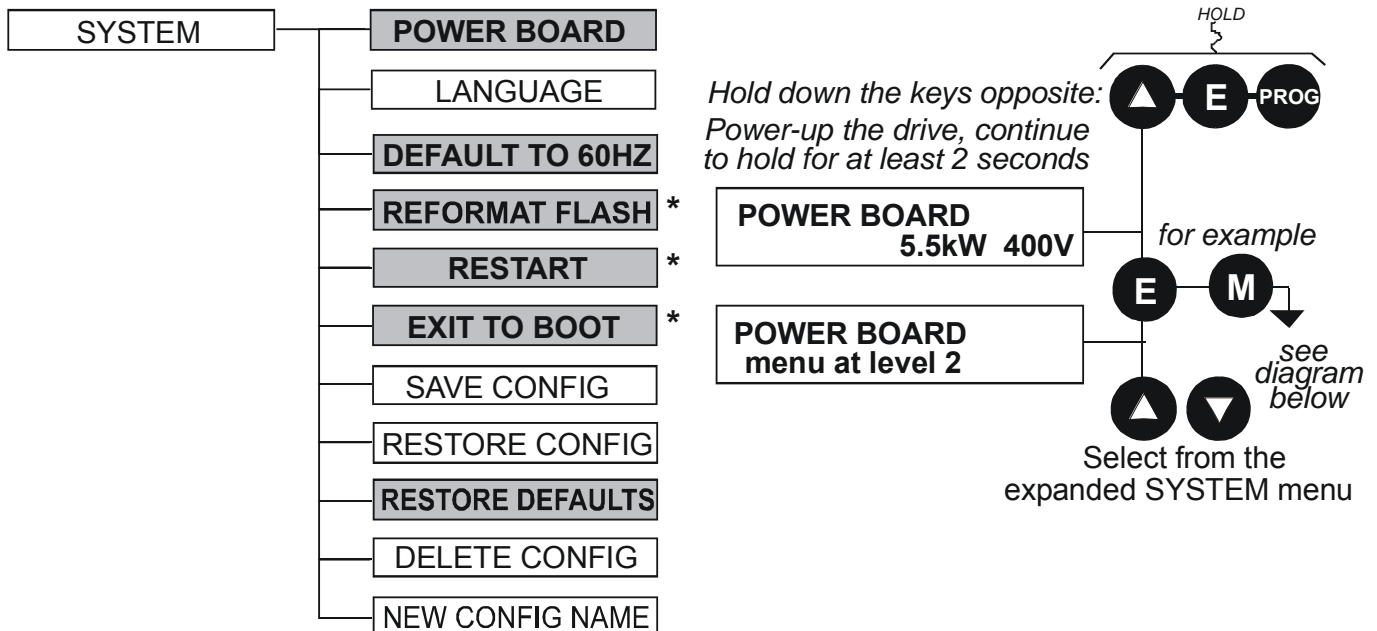 SYSTEM
POWER BOARD
LANGUAGE
DEFAULT TO 60HZ
REFORMAT FLASH *
RESTART *
EXIT TO BOOT *
SAVE CONFIG
RESTORE CONFIG
RESTORE DEFAULTS
DELETE CONFIG
NEW CONFIG NAME
HOLD
Hold down the keys opposite:
E
PROG
Power-up the drive, continue
to hold for at least 2 seconds
POWER BOARD
5.5kW 400V
for example
E
M
POWER BOARD
menu at level 2
see
diagram
below
Select from the
expanded SYSTEM menu